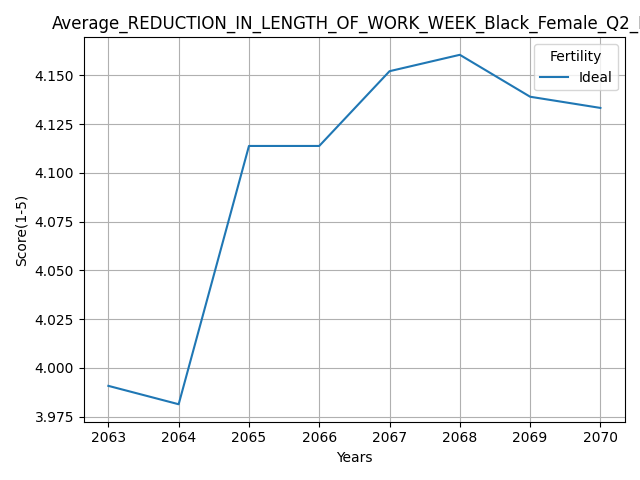 Average_REDUCTION_IN_LENGTH_OF_WORK_WEEK_Black_Female_Q2_
Fertility
Ideal
4.150
4.125
4.100
4.075
4.050
4.025
4.000
3.975
Score(1-5)
2063 2064 2065 2066 2067 2068 2069 2070
Years